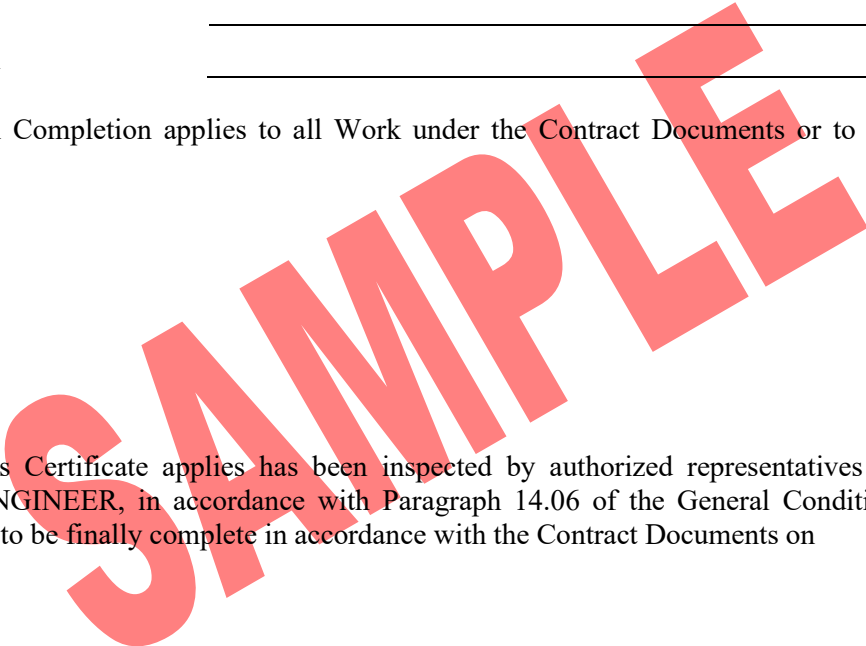 Completion applies to all Work under the Contract Documents or to
SAMPLE
s Certificate applies has been inspected by authorized representatives
NGINEER, in accordance with Paragraph 14.06 of the General Conditi
to be finally complete in accordance with the Contract Documents on